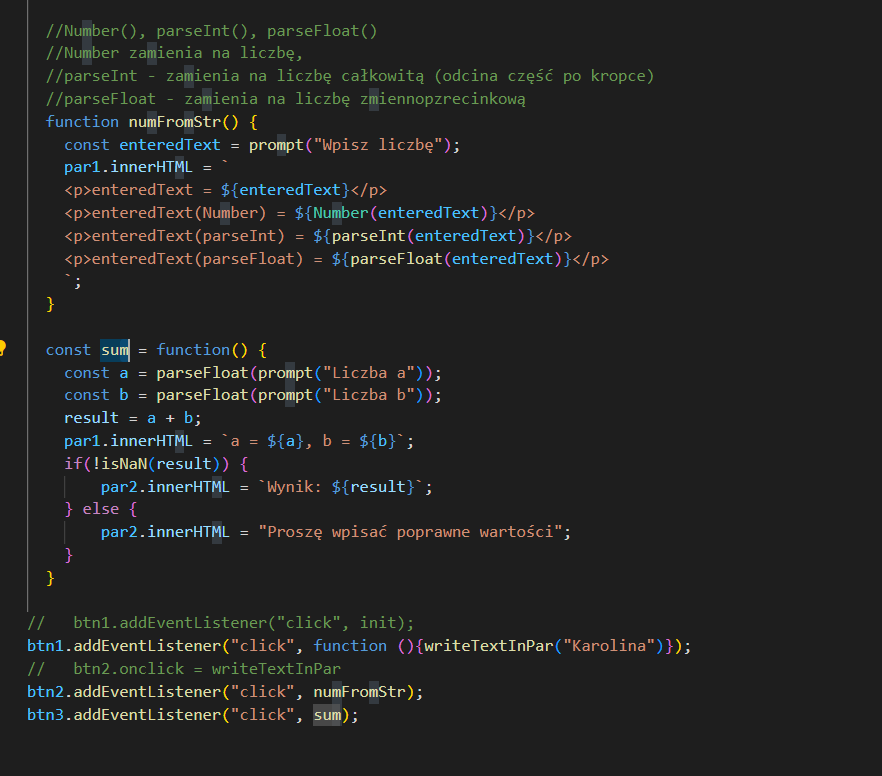 //Number(), parseInt(), parseFloat()
//Number zamienia na liczbę,
//parseInt - zamienia na liczbę całkowitą (odcina część po kropce)
//parseFloat - zamienia na liczbę zmiennopzrecinkową
function numFromStr() {
const enteredText = prompt("Wpisz liczbę");
par1.innerHTML = `
<p>enteredText = ${enteredText}</p>
<p>enteredText(Number) = ${Number(enteredText)}</p>
<p>enteredText(parseInt) = ${parseInt(enteredText)}</p>
<p>enteredText(parseFloat) = ${parseFloat(enteredText)}</p>
`;
}
const sum = function() {
const a = parseFloat(prompt("Liczba a"));
const b = parseFloat(prompt("Liczba b"));
result = a + b;
par1.innerHTML = `a = ${a}, b = ${b}`;
if(!isNaN(result)) {
par2.innerHTML = `Wynik: ${result}`;
} else {
par2.innerHTML = "Proszę wpisać poprawne wartości";
}
}
//   btn1.addEventListener("click", init);
btn1.addEventListener("click", function (){writeTextInPar("Karolina")});
//   btn2.onclick = writeTextInPar
btn2.addEventListener("click", numFromStr);
btn3.addEventListener("click", sum);